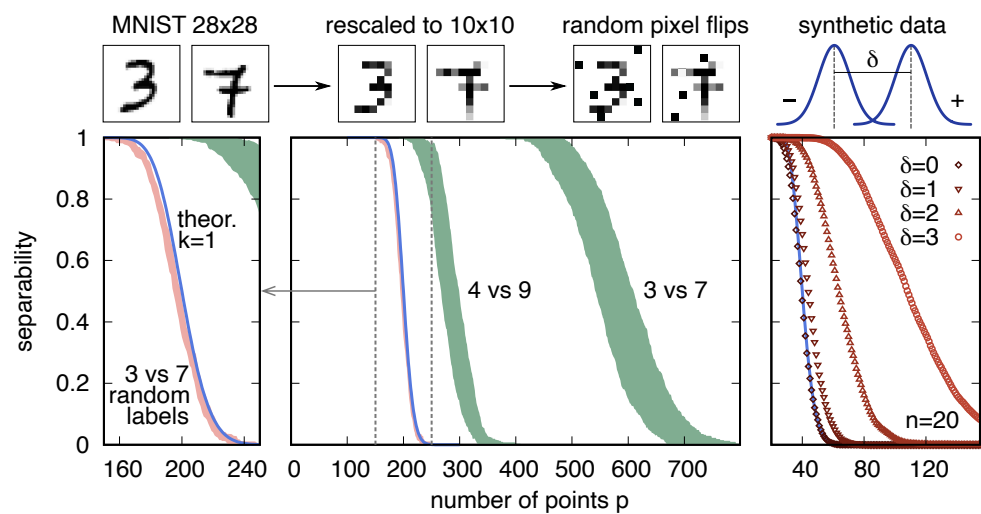 MNIST 28x28
rescaled to 10x10
random pixel flips
synthetic data
δ
−
+
separability
1
0.8
0.6
0.4
0.2
0
theor.
k=1
3 vs 7
random
labels
150
200
250
4 vs 9
3 vs 7
0
100
200
300
400
500
600
700
number of points p
δ=0
δ=1
δ=2
δ=3
n=20
40
80
120